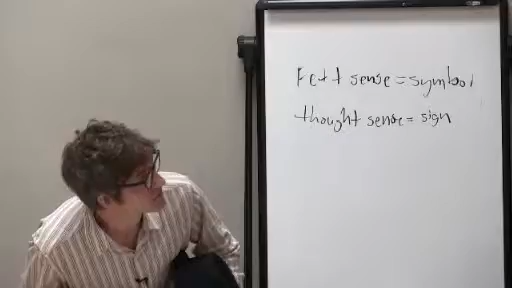 Felt sense = symbol
thought sense = sign